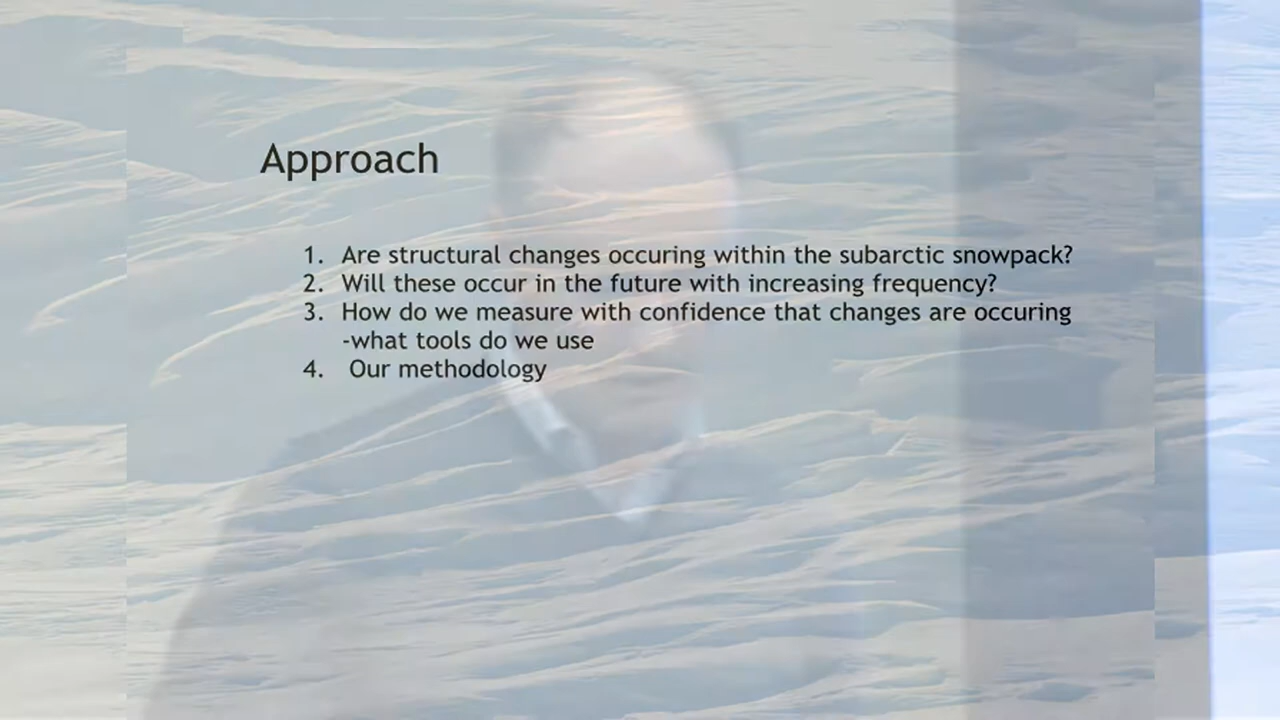 Approach
1. Are structural changes occuring within the subarctic snowpack?
2. Will these occur in the future with increasing frequency?
3. How do we measure with confidence that changes are occuring
-what tools do we use
4. Our methodology